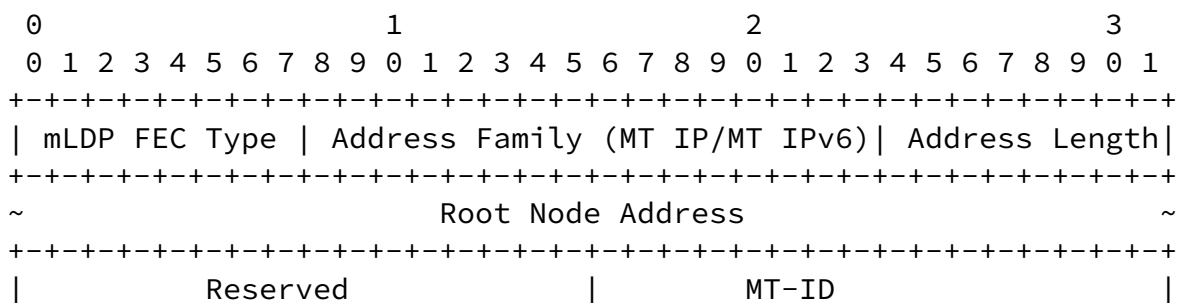 0                   1                   2                   3
 0 1 2 3 4 5 6 7 8 9 0 1 2 3 4 5 6 7 8 9 0 1 2 3 4 5 6 7 8 9 0 1
+-+-+-+-+-+-+-+-+-+-+-+-+-+-+-+-+-+-+-+-+-+-+-+-+-+-+-+-+-+-+-+-+
| mLDP FEC Type | Address Family (MT IP/MT IPv6)| Address Length|
+-+-+-+-+-+-+-+-+-+-+-+-+-+-+-+-+-+-+-+-+-+-+-+-+-+-+-+-+-+-+-+-+
~                       Root Node Address                       ~
+-+-+-+-+-+-+-+-+-+-+-+-+-+-+-+-+-+-+-+-+-+-+-+-+-+-+-+-+-+-+-+-+
|          Reserved             |        MT-ID                  |